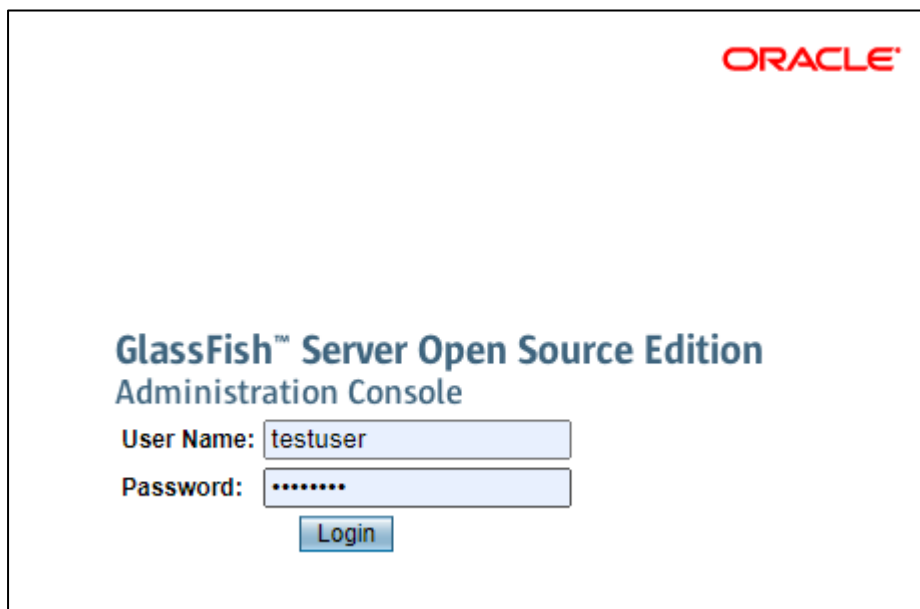 ORACLE
GlassFish™ Server Open Source Edition
Administration Console
User Name: testuser
Password: ••••••••
Login